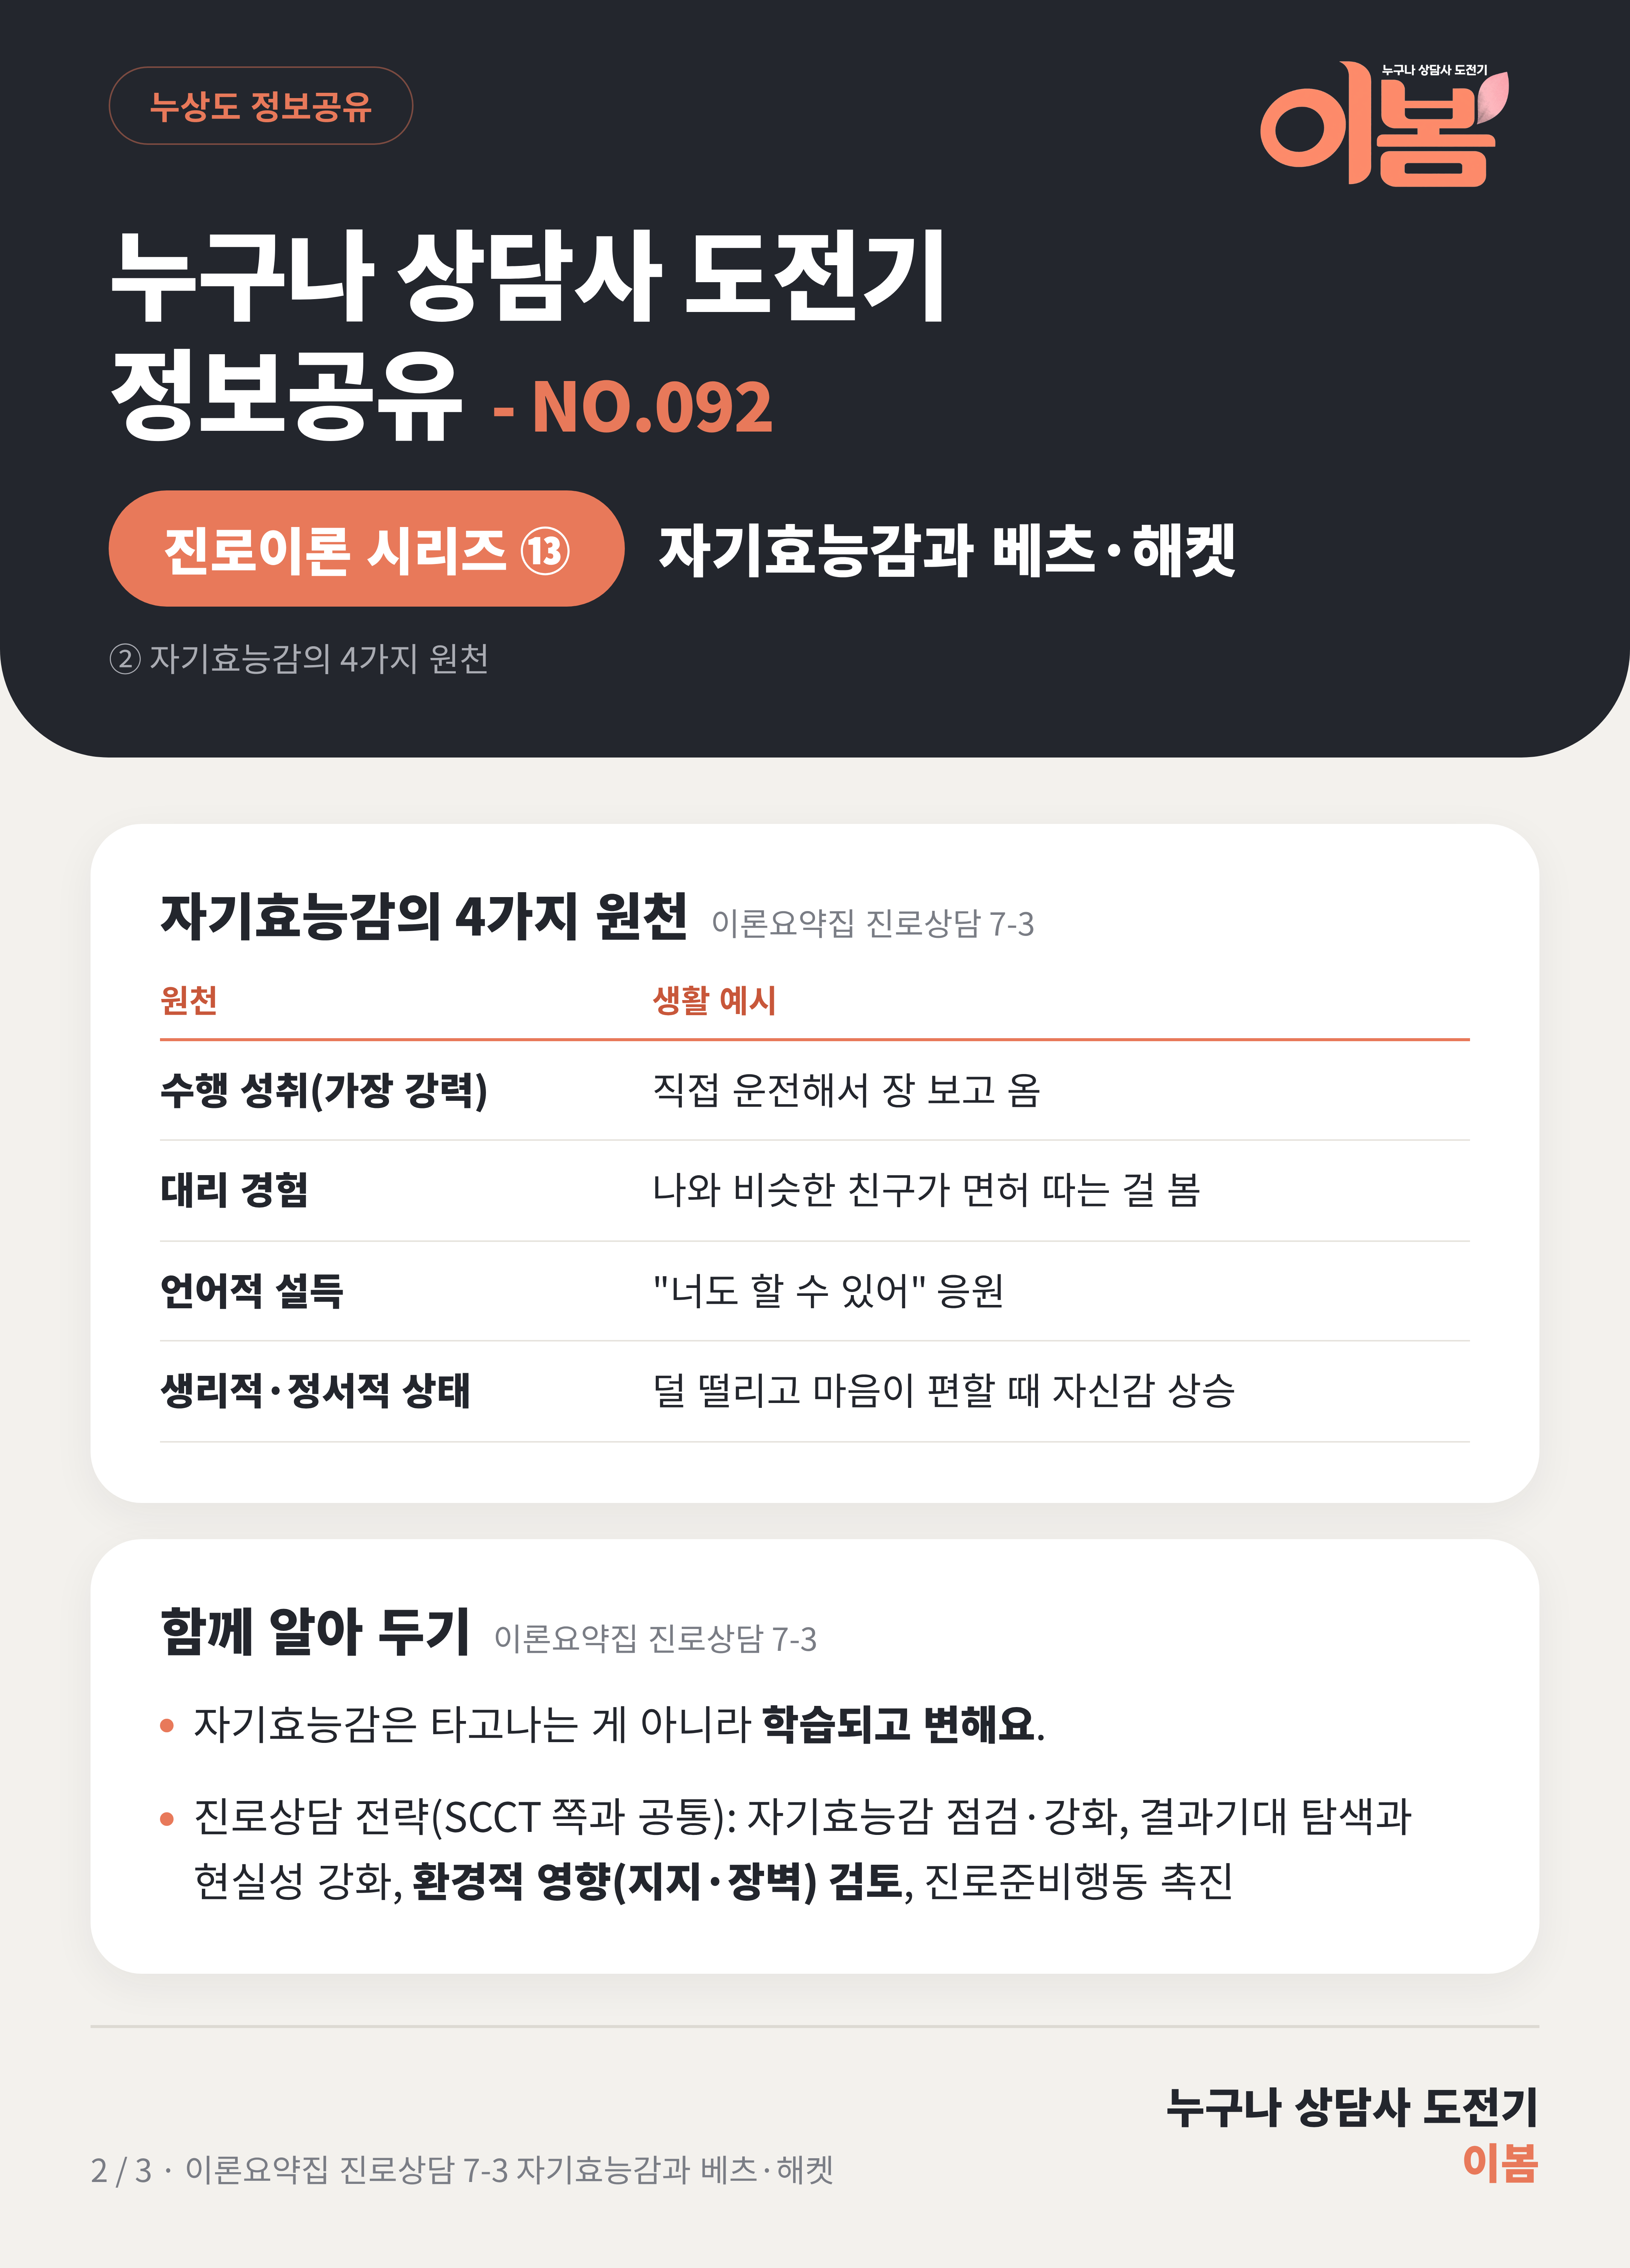 누상도 정보공유
누구나 상담사 도전기
이봄
누구나 상담사 도전기
정보공유 - NO.092
진로이론 시리즈 ⑬ 자기효능감과 베츠·해켓
② 자기효능감의 4가지 원천
자기효능감의 4가지 원천 이론요약집 진로상담 7-3
원천 생활 예시
수행 성취(가장 강력) 직접 운전해서 장 보고 옴
대리 경험 나와 비슷한 친구가 면허 따는 걸 봄
언어적 설득 "너도 할 수 있어" 응원
생리적·정서적 상태 덜 떨리고 마음이 편할 때 자신감 상승
함께 알아 두기 이론요약집 진로상담 7-3
• 자기효능감은 타고나는 게 아니라 학습되고 변해요.
• 진로상담 전략(SCCT 쪽과 공통): 자기효능감 점검·강화, 결과기대 탐색과
현실성 강화, 환경적 영향(지지·장벽) 검토, 진로준비행동 촉진
누구나 상담사 도전기
2 / 3 · 이론요약집 진로상담 7-3 자기효능감과 베츠·해켓
이봄